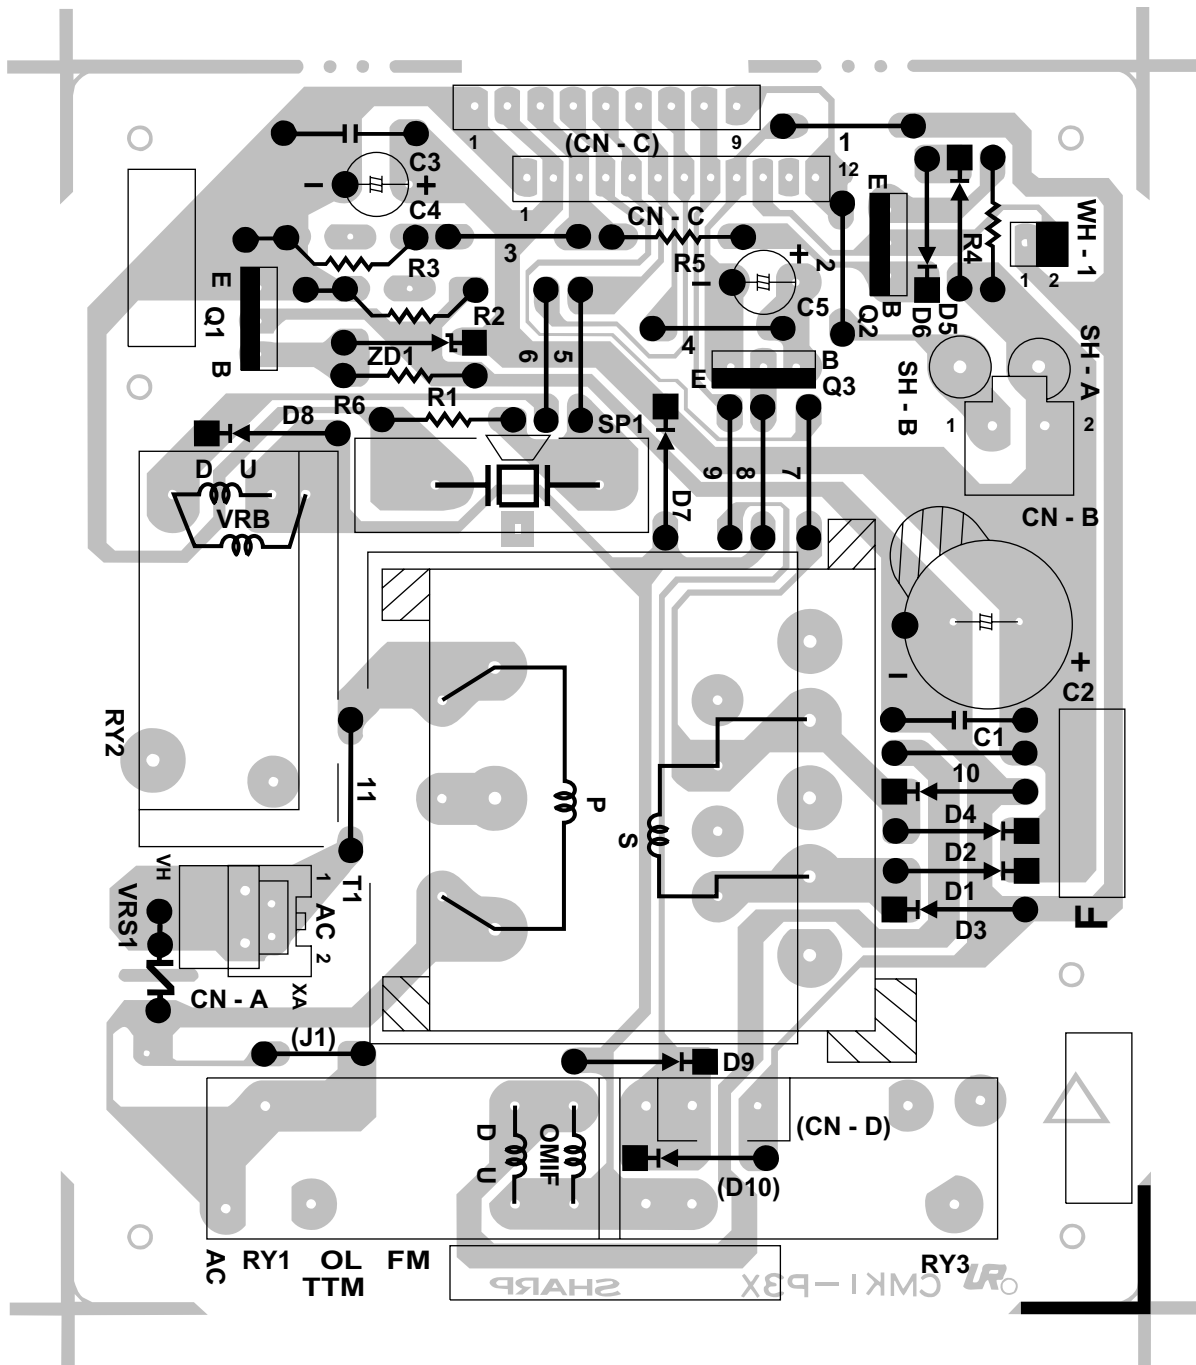 1
(CN - C)
9
1
12
C3
+
−
C4
1
CN - C
E
3
R3
R5
+
−
2
R4
WH - 1
1
2
E
Q1
B
R2
C5
B
Q2
D6
D5
ZD1
6
5
4
SH - A
SH - B
B
E
Q3
R6
R1
D8
SP1
1
2
D U
VRB
9
8
7
D7
CN - B
−
+
C2
RY2
C1
11
10
P
S
D4
D2
D1
D3
F
VH
1
T1
VRS1
AC
2
CN - A
XA
(J1)
D9
D U
OMIF
(CN - D)
(D10)
AC
RY1
OL
FM
TTM
RY3
SHARP
CMKI-P3X
UR